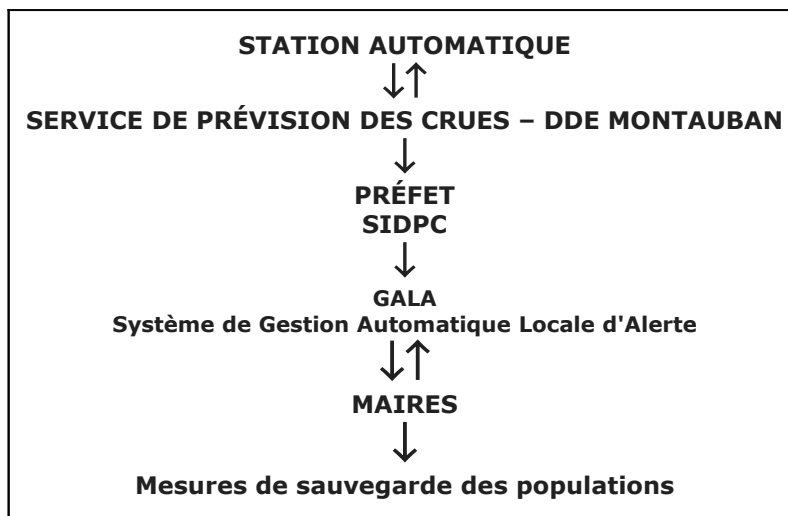 STATION AUTOMATIQUE
↓↑
SERVICE DE PRÉVISION DES CRUES – DDE MONTAUBAN
↓
PRÉFET
SIDPC
↓
GALA
Système de Gestion Automatique Locale d'Alerte
↓↑
MAIRES
↓
Mesures de sauvegarde des populations